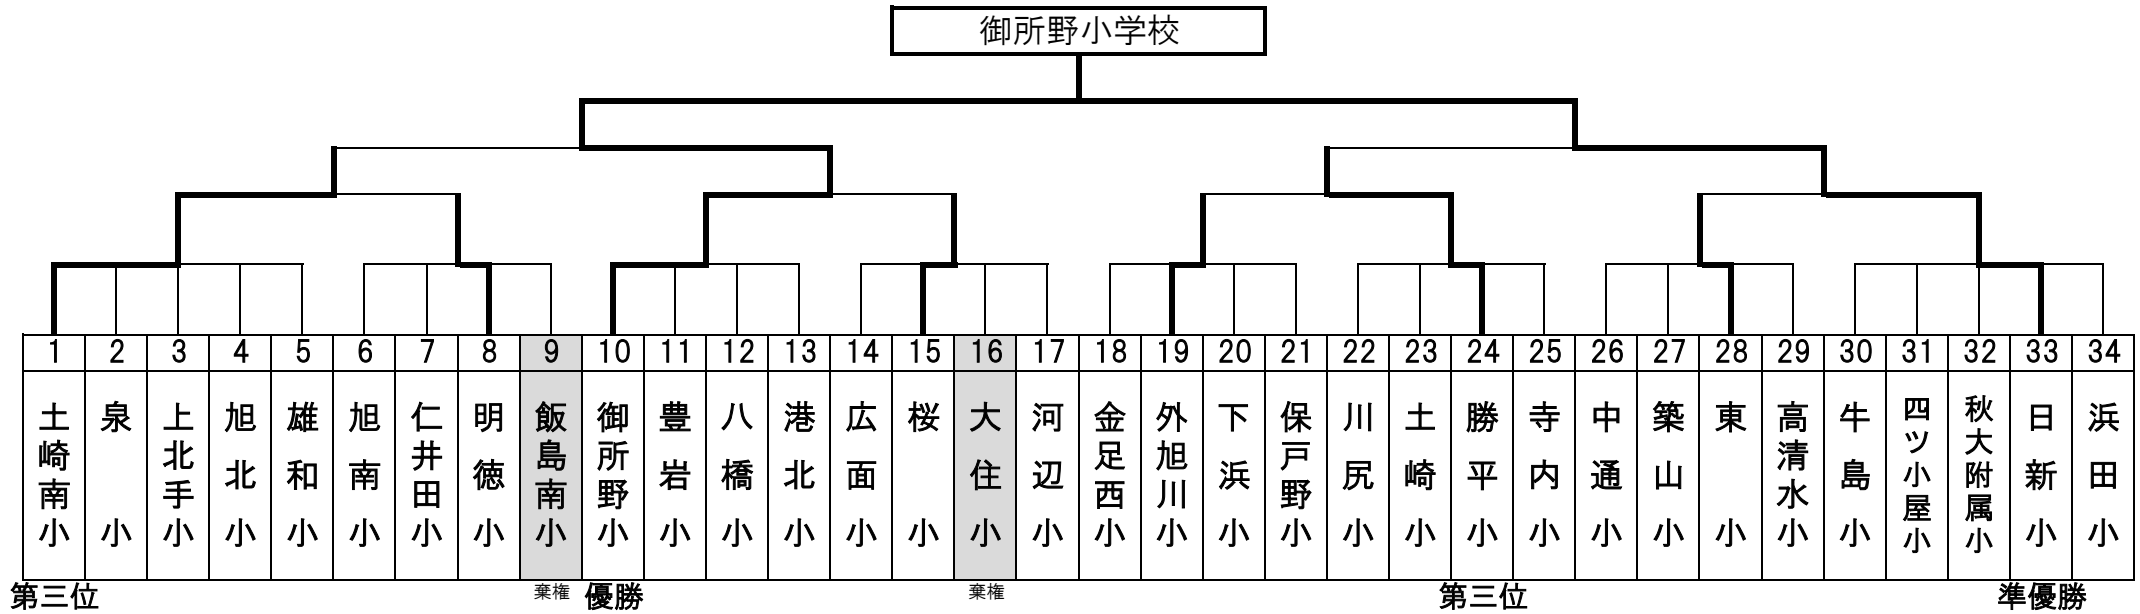 御所野小学校
1 2 3 4 5 6 7 8 9 10 11 12 13 14 15 16 17 18 19 20 21 22 23 24 25 26 27 28 29 30 31 32 33 34
土崎南小
泉小
上北手小
旭北小
雄和小
旭南小
仁井田小
明徳小
飯島南小
御所野小
豊岩小
八橋小
港北小
広面小
桜小
大住小
河辺小
金足西小
外旭川小
下浜小
保戸野小
川尻小
土崎小
勝平小
寺内小
中通小
築山小
東小
高清水小
牛島小
四ツ小屋小
秋大附属小
日新小
浜田小
第三位 棄権 優勝 棄権 第三位 準優勝